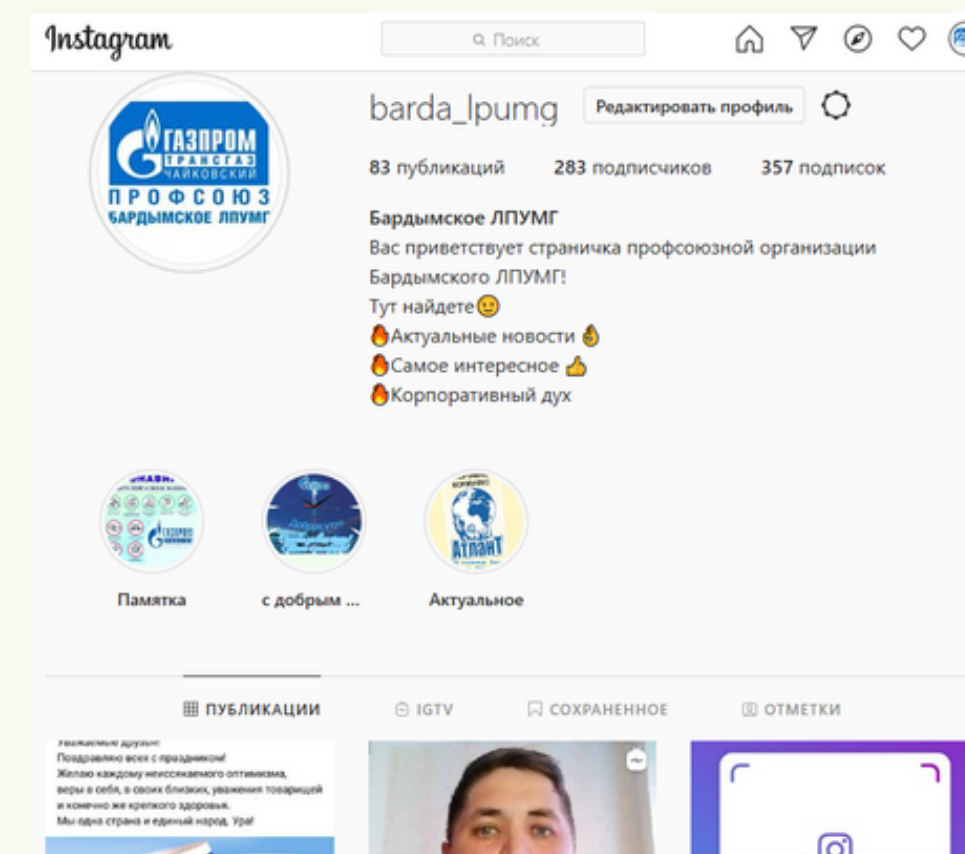 Instagram
Поиск
barda_lpumg
Редактировать профиль
83 публикаций 283 подписчиков 357 подписок
ГАЗПРОМ
ТРАНСГАЗ
ЧАЙКОВСКИЙ
ПРОФСОЮЗ
БАРДЫМСКОЕ ЛПУМГ
Бардымское ЛПУМГ
Вас приветствует страничка профсоюзной организации
Бардымского ЛПУМГ!
Тут найдете😉
🔥Актуальные новости 👌
🔥Самое интересное 👍
🔥Корпоративный дух
АТЛАНТ
Памятка с добрым ... Актуальное
ПУБЛИКАЦИИ IGTV СОХРАНЕННОЕ ОТМЕТКИ
Уважаемые друзья!
Поздравляю всех с праздником!
Желаю каждому неиссякаемого оптимизма,
веры в себя, в своих близких, уважения товарищей
и конечно же крепкого здоровья.
Мы одна страна и единый народ. Ура!